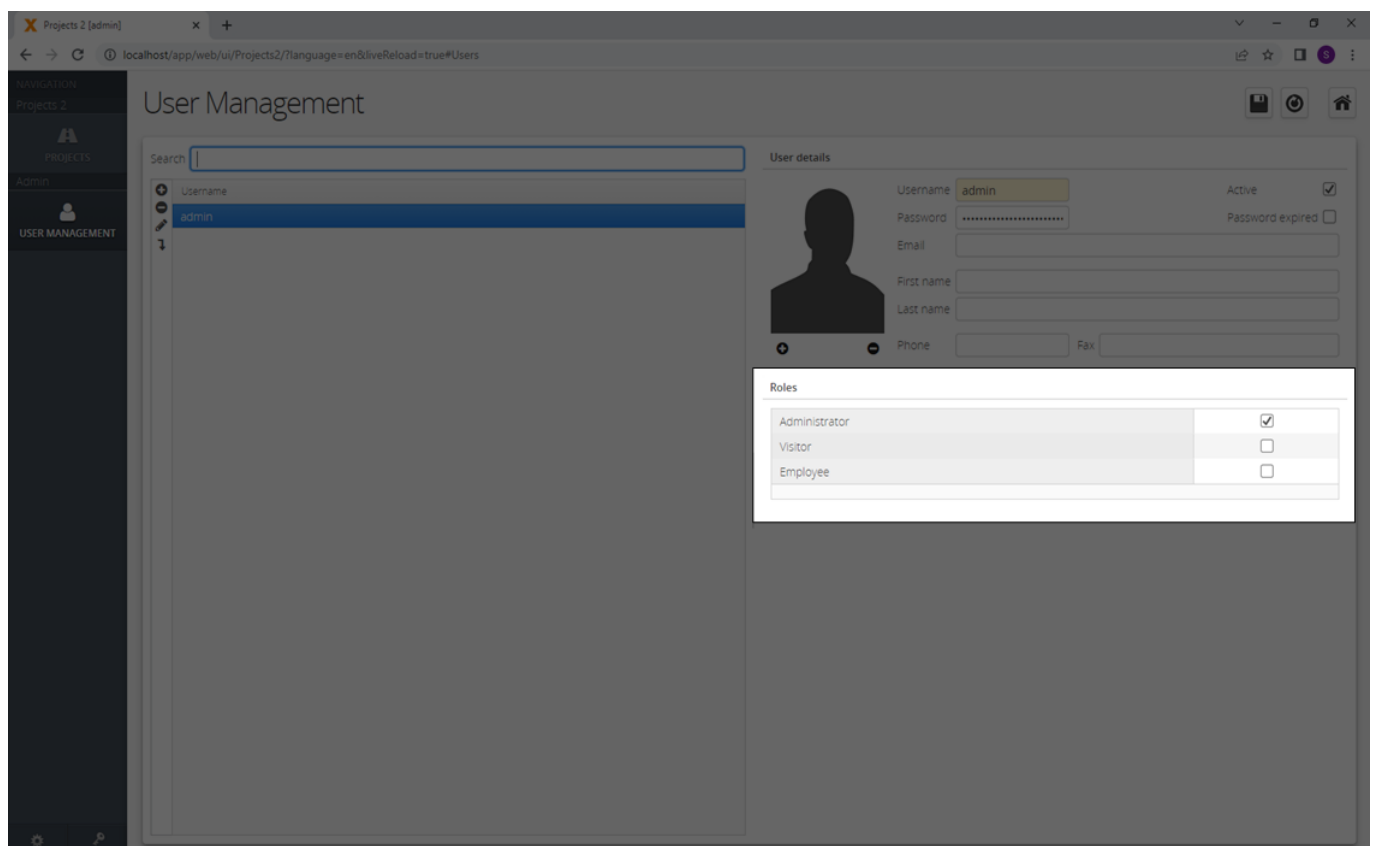 Projects 2 [admin]
localhost/app/web/ui/Projects2/?language=en&liveReload=true#Users
S
NAVIGATION
Projects 2
PROJECTS
Admin
USER MANAGEMENT
User Management
Search
Username
admin
User details
Username admin Active
Password Password expired
Email
First name
Last name
Phone Fax
Roles
Administrator
Visitor
Employee